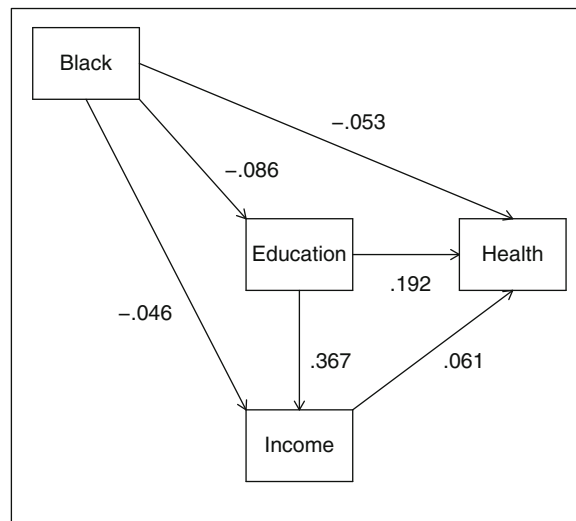 Black
−.053
−.086
Education
Health
.192
−.046
.367
.061
Income